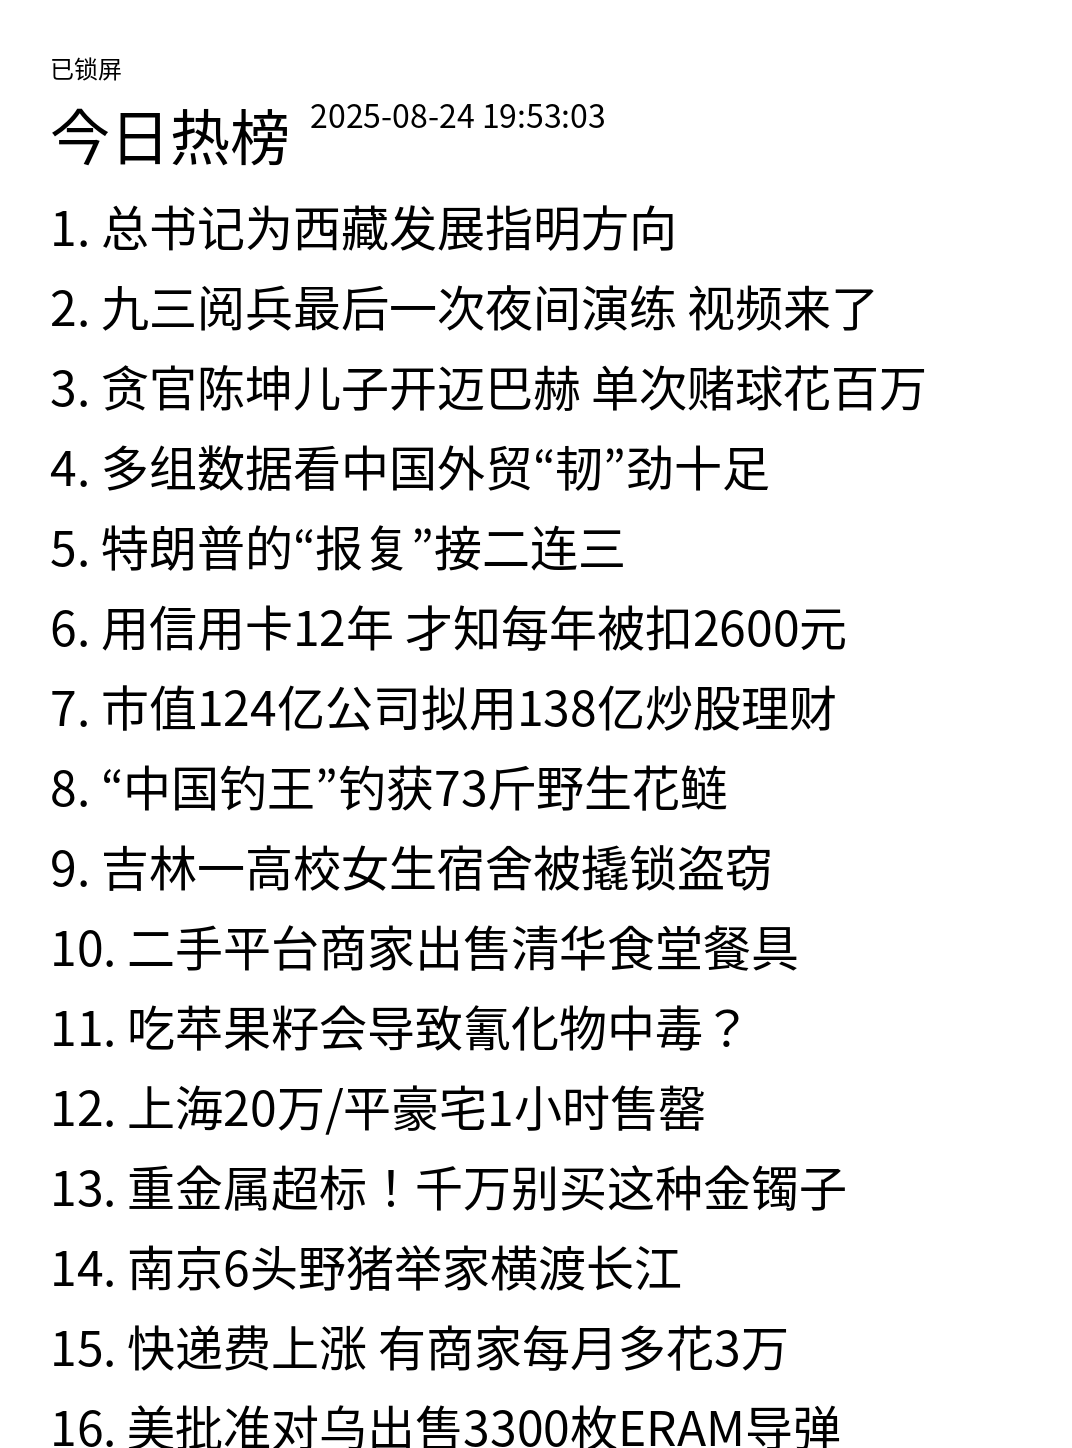 已锁屏
今日热榜 2025-08-24 19:53:03
1. 总书记为西藏发展指明方向
2. 九三阅兵最后一次夜间演练 视频来了
3. 贪官陈坤儿子开迈巴赫 单次赌球花百万
4. 多组数据看中国外贸“韧”劲十足
5. 特朗普的“报复”接二连三
6. 用信用卡12年 才知每年被扣2600元
7. 市值124亿公司拟用138亿炒股理财
8. “中国钓王”钓获73斤野生花鲢
9. 吉林一高校女生宿舍被撬锁盗窃
10. 二手平台商家出售清华食堂餐具
11. 吃苹果籽会导致氰化物中毒？
12. 上海20万/平豪宅1小时售罄
13. 重金属超标！千万别买这种金镯子
14. 南京6头野猪举家横渡长江
15. 快递费上涨 有商家每月多花3万
16. 美批准对乌出售3300枚ERAM导弹